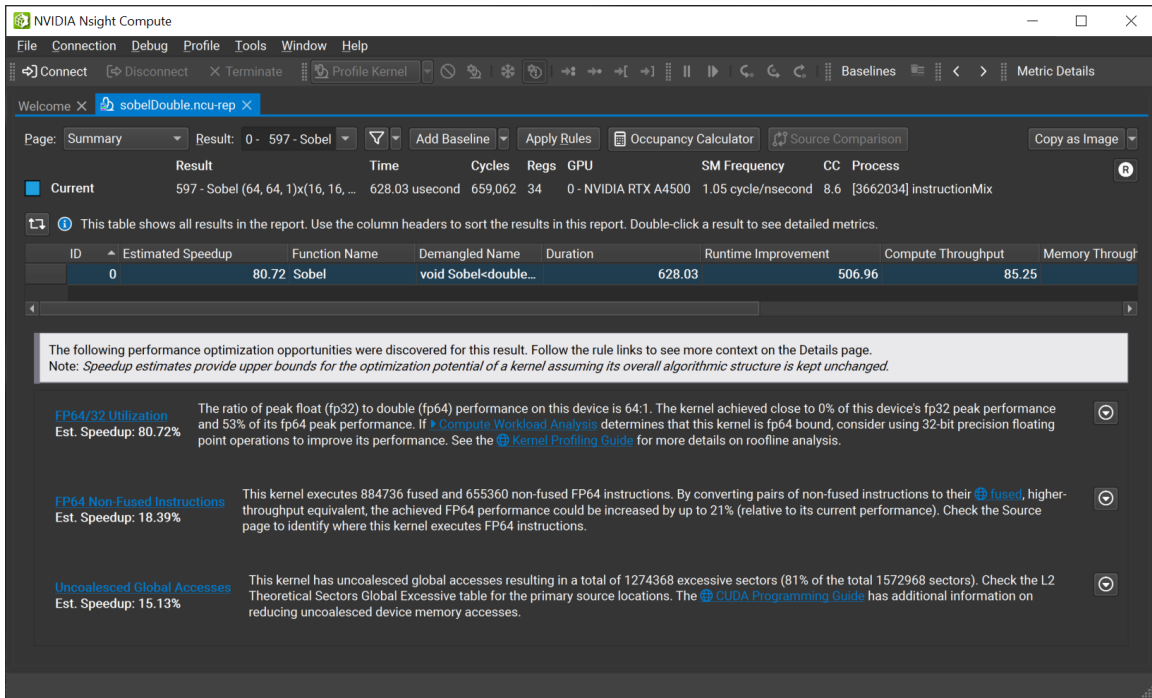 NVIDIA Nsight Compute
File Connection Debug Profile Tools Window Help
Connect Disconnect Terminate Profile Kernel Baselines Metric Details
Welcome sobelDouble.ncu-rep
Page: Summary Result: 0 - 597 - Sobel Add Baseline Apply Rules Occupancy Calculator Source Comparison Copy as Image
Result Time Cycles Regs GPU SM Frequency CC Process
R
Current 597 - Sobel (64, 64, 1)x(16, 16, ... 628.03 usecond 659,062 34 0 - NVIDIA RTX A4500 1.05 cycle/nsecond 8.6 [3662034] instructionMix
This table shows all results in the report. Use the column headers to sort the results in this report. Double-click a result to see detailed metrics.
ID Estimated Speedup Function Name Demangled Name Duration Runtime Improvement Compute Throughput Memory Through
0 80.72 Sobel void Sobel<double... 628.03 506.96 85.25
The following performance optimization opportunities were discovered for this result. Follow the rule links to see more context on the Details page.
Note: Speedup estimates provide upper bounds for the optimization potential of a kernel assuming its overall algorithmic structure is kept unchanged.
FP64/32 Utilization
Est. Speedup: 80.72%
The ratio of peak float (fp32) to double (fp64) performance on this device is 64:1. The kernel achieved close to 0% of this device's fp32 peak performance
and 53% of its fp64 peak performance. If Compute Workload Analysis determines that this kernel is fp64 bound, consider using 32-bit precision floating
point operations to improve its performance. See the Kernel Profiling Guide for more details on roofline analysis.
FP64 Non-Fused Instructions
Est. Speedup: 18.39%
This kernel executes 884736 fused and 655360 non-fused FP64 instructions. By converting pairs of non-fused instructions to their fused, higher-
throughput equivalent, the achieved FP64 performance could be increased by up to 21% (relative to its current performance). Check the Source
page to identify where this kernel executes FP64 instructions.
Uncoalesced Global Accesses
Est. Speedup: 15.13%
This kernel has uncoalesced global accesses resulting in a total of 1274368 excessive sectors (81% of the total 1572968 sectors). Check the L2
Theoretical Sectors Global Excessive table for the primary source locations. The CUDA Programming Guide has additional information on
reducing uncoalesced device memory accesses.